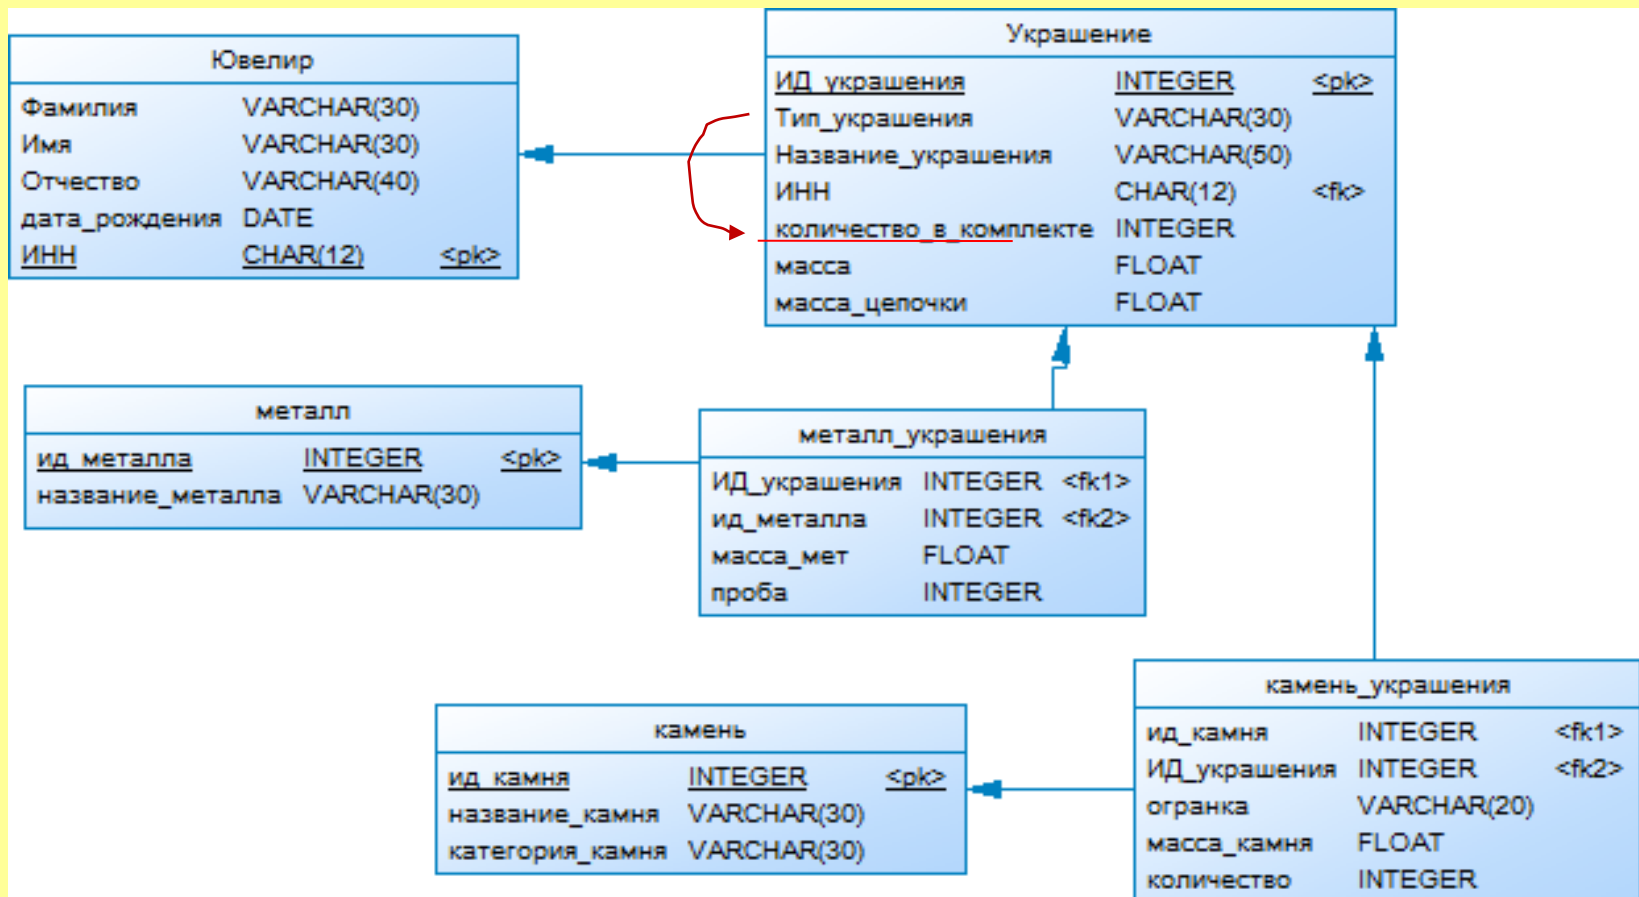 Ювелир
Фамилия VARCHAR(30)
Имя VARCHAR(30)
Отчество VARCHAR(40)
дата_рождения DATE
ИНН CHAR(12) <pk>
Украшение
ИД_украшения INTEGER <pk>
Тип_украшения VARCHAR(30)
Название_украшения VARCHAR(50)
ИНН CHAR(12) <fk>
количество_в_комплекте INTEGER
масса FLOAT
масса_цепочки FLOAT
металл
ид_металла INTEGER <pk>
название_металла VARCHAR(30)
металл_украшения
ИД_украшения INTEGER <fk1>
ид_металла INTEGER <fk2>
масса_мет FLOAT
проба INTEGER
камень
ид_камня INTEGER <pk>
название_камня VARCHAR(30)
категория_камня VARCHAR(30)
камень_украшения
ид_камня INTEGER <fk1>
ИД_украшения INTEGER <fk2>
огранка VARCHAR(20)
масса_камня FLOAT
количество INTEGER